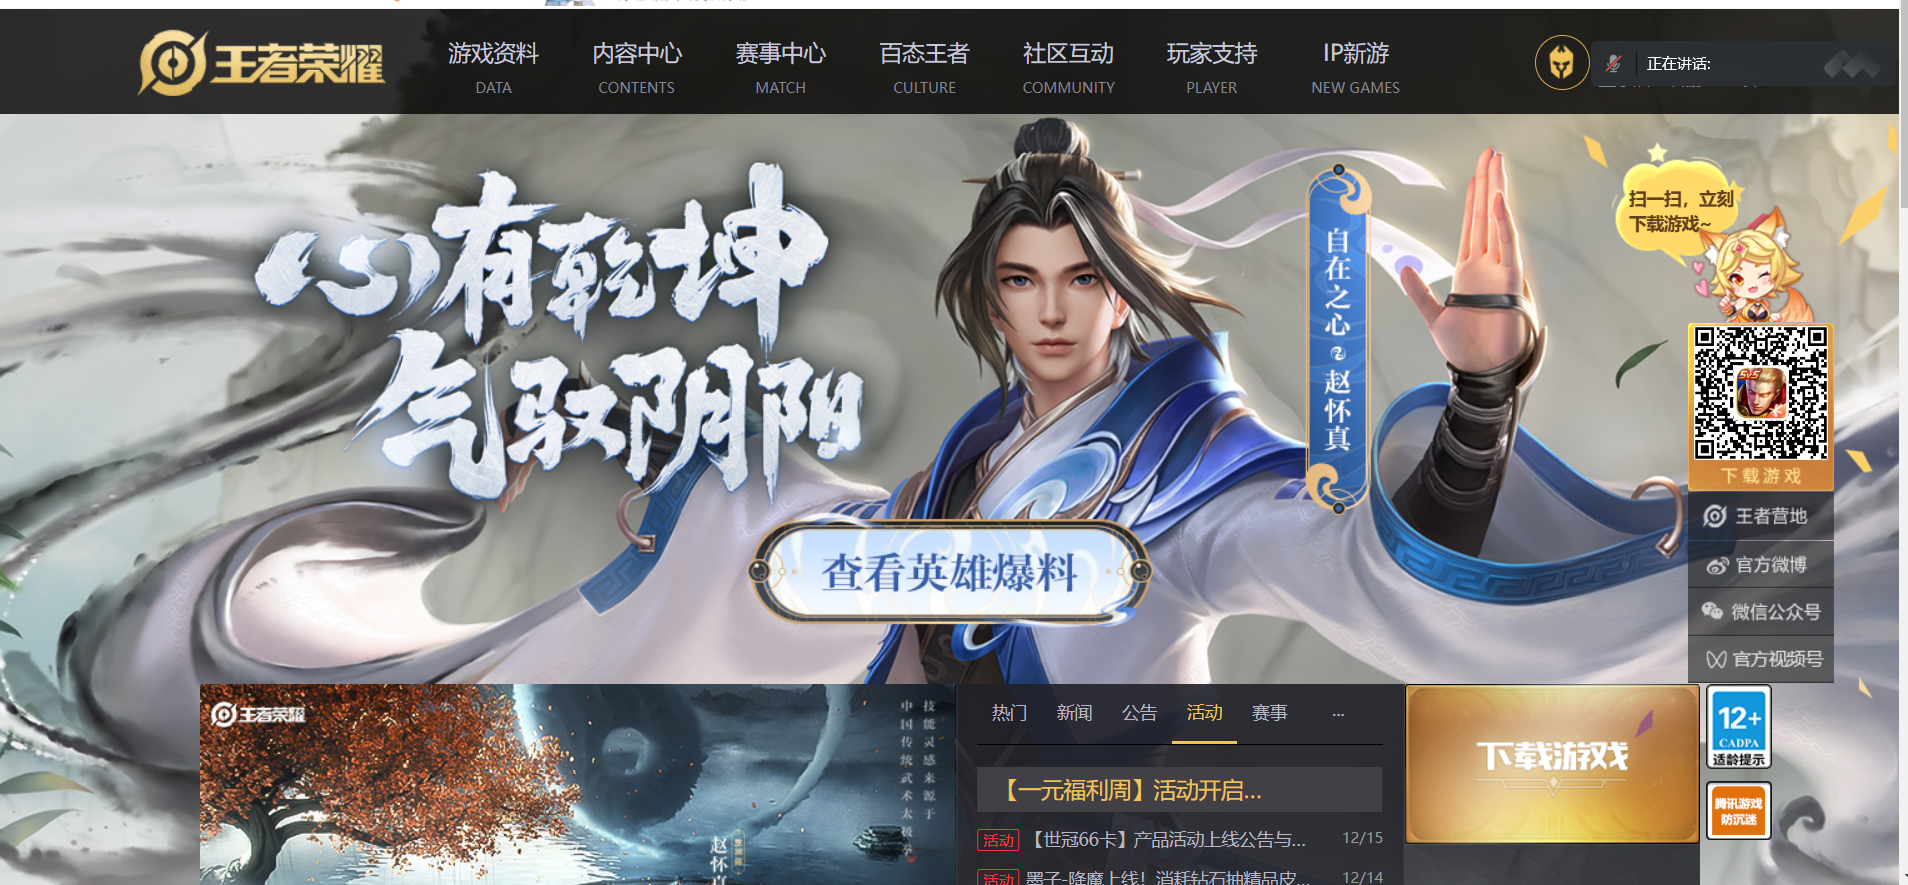 王者荣耀
游戏资料
DATA
内容中心
CONTENTS
赛事中心
MATCH
百态王者
CULTURE
社区互动
COMMUNITY
玩家支持
PLAYER
IP新游
NEW GAMES
正在讲话:
心有乾坤
气驭阴阳
自在之心
赵怀真
查看英雄爆料
扫一扫，立刻
下载游戏~
5v5
下载游戏
王者营地
官方微博
微信公众号
官方视频号
王者荣耀
技能灵感来源于
中国传统武术太极拳
赵怀真
热门
新闻
公告
活动
赛事
...
【一元福利周】活动开启...
活动 【世冠66卡】产品活动上线公告与... 12/15
活动 墨子-降魔上线！消耗钻石抽精品皮... 12/14
下载游戏
12+
CADPA
适龄提示
腾讯游戏
防沉迷